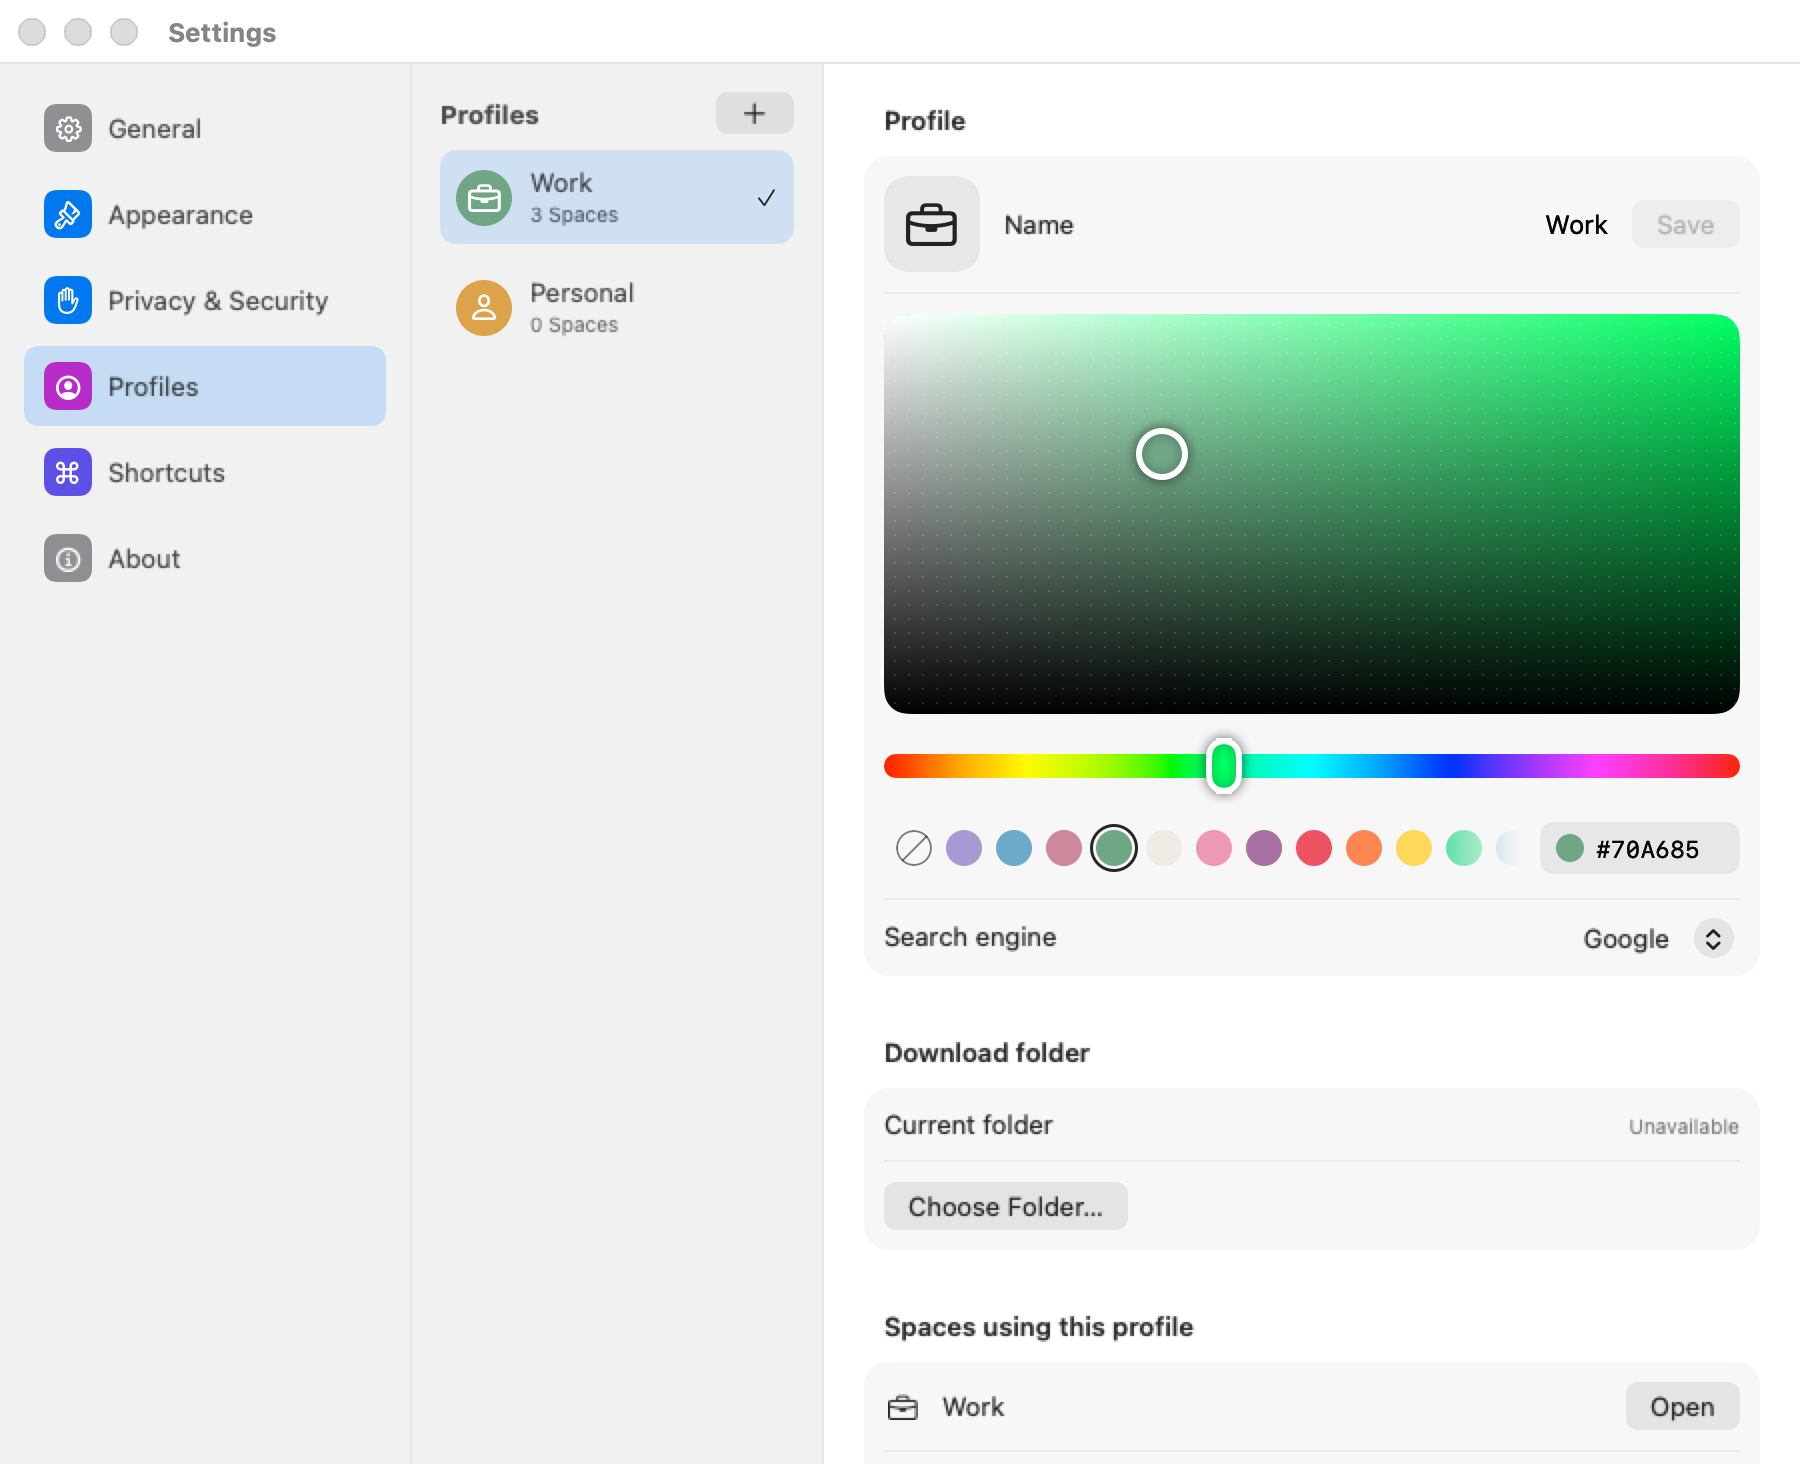 Settings
General
Appearance
Privacy & Security
Profiles
Shortcuts
About
Profiles
Work
3 Spaces
Personal
0 Spaces
Profile
Name
Work
Save
#70A685
Search engine
Google
Download folder
Current folder
Unavailable
Choose Folder...
Spaces using this profile
Work
Open